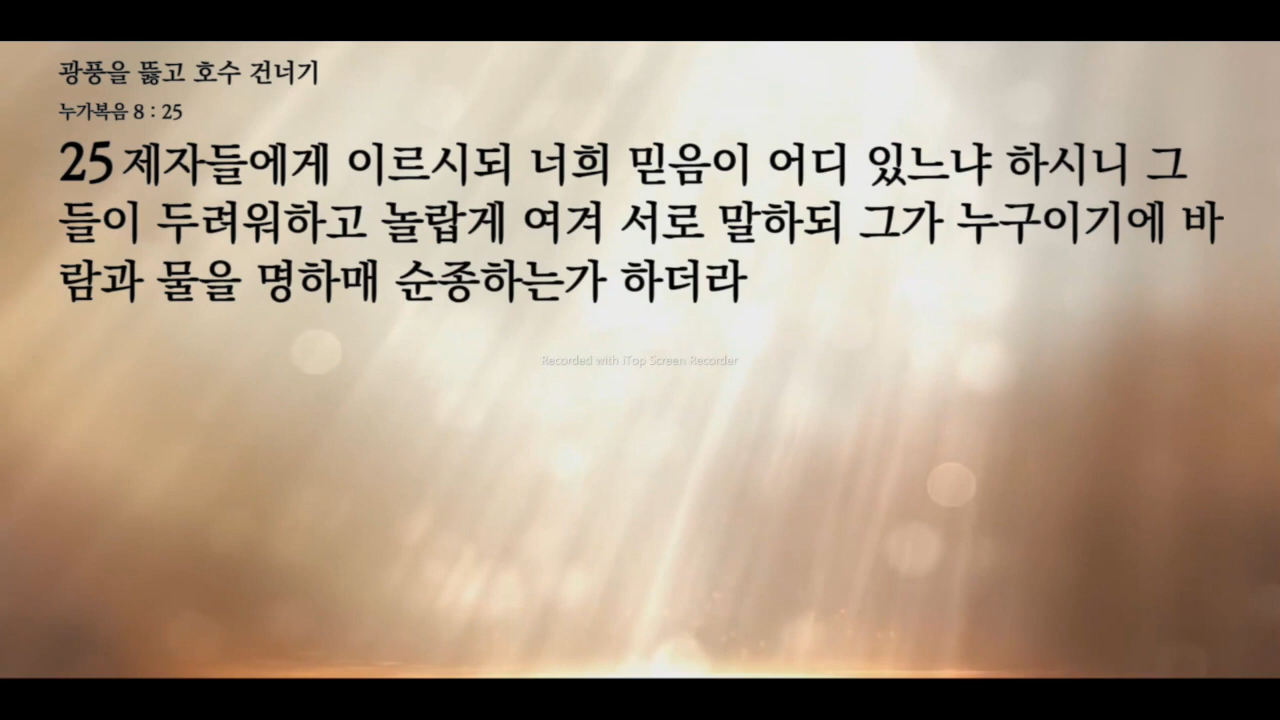 광풍을 뚫고 호수 건너기
누가복음 8 : 25
25 제자들에게 이르시되 너희 믿음이 어디 있느냐 하시니 그
들이 두려워하고 놀랍게 여겨 서로 말하되 그가 누구이기에 바
람과 물을 명하매 순종하는가 하더라
Recorded with iTop Screen Recorder